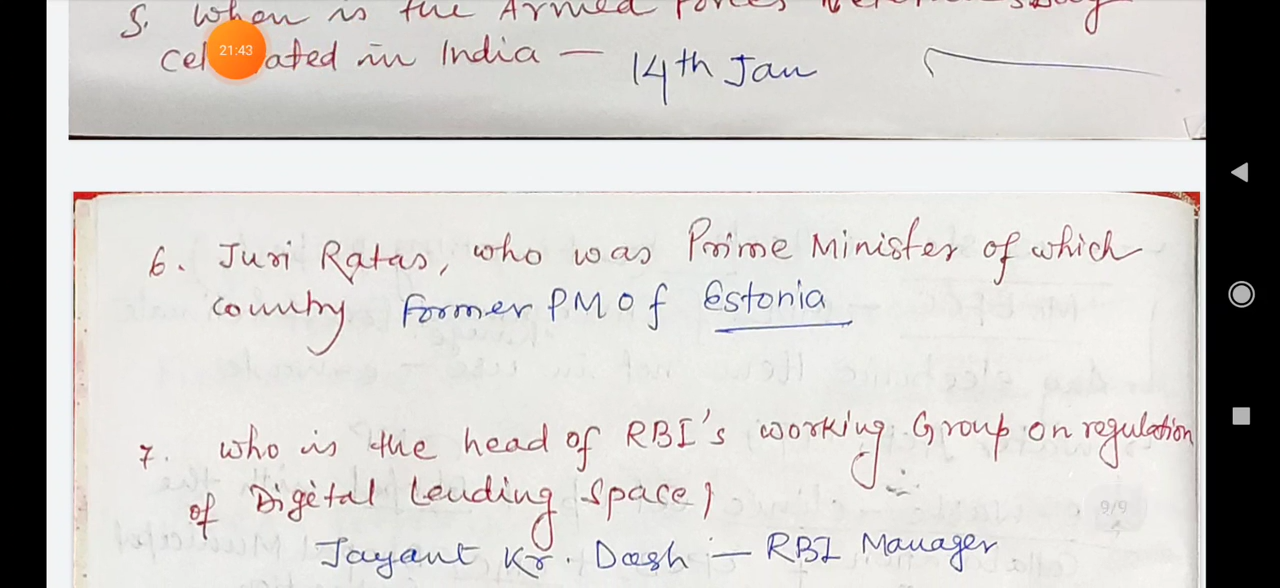 5. When is the Armed Forces
21:43
ated in India — 14th Jan
6. Juri Ratas, who was Prime Minister of which
country Former PM of Estonia
7. who is the head of RBI's working Group on regulation
of Digital lending space,
9/9
Jayant Kr. Dash — RBI Manager